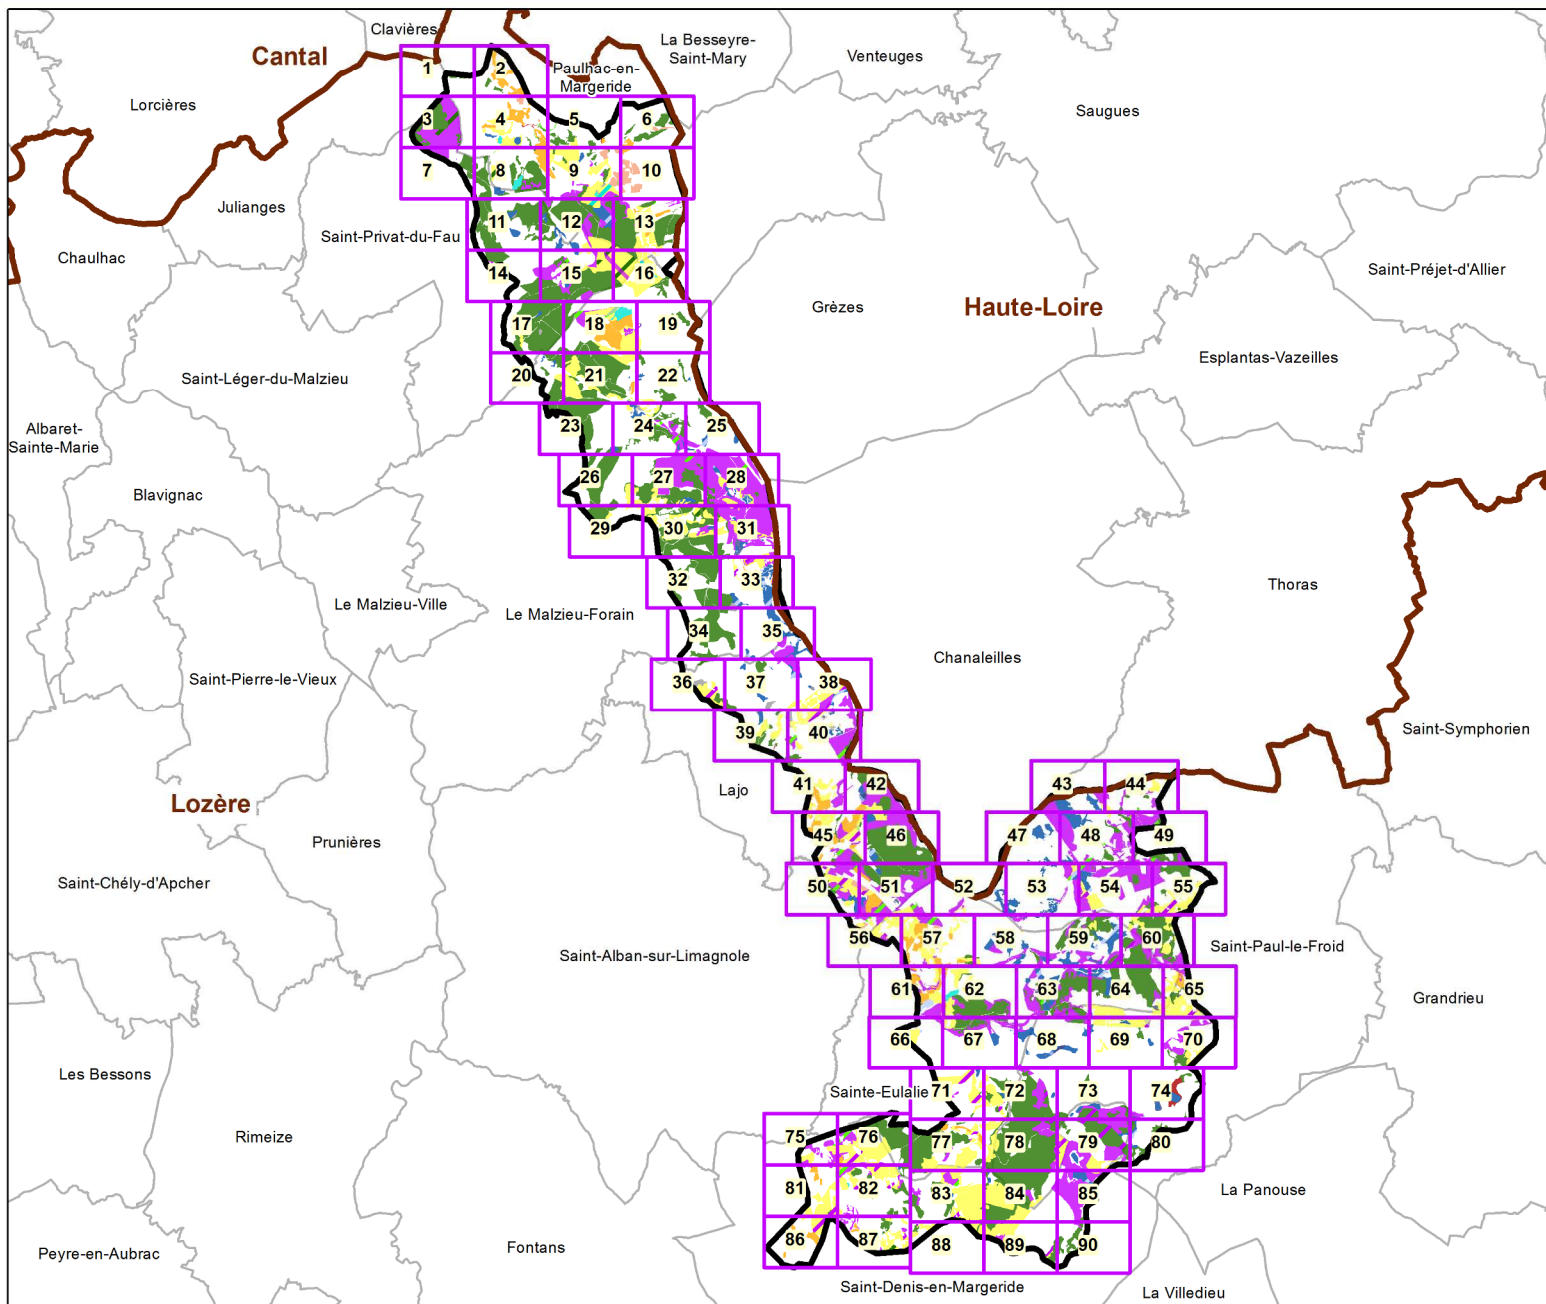 Clavières
Cantal
La Besseyre-
Saint-Mary
Venteuges
1
2
Paulhac-en-
Margeride
Lorcières
Saugues
3
4
5
6
7
8
9
10
Julianges
Saint-Privat-du-Fau
11
12
13
Chaulhac
14
15
16
Saint-Préjet-d'Allier
Grèzes
Haute-Loire
17
18
19
Esplantas-Vazeilles
Saint-Léger-du-Malzieu
20
21
22
Albaret-
Sainte-Marie
23
24
25
Blavignac
26
27
28
29
30
31
32
33
Thoras
Le Malzieu-Ville
Le Malzieu-Forain
34
35
Chanaleilles
Saint-Pierre-le-Vieux
36
37
38
39
40
Saint-Symphorien
Lajo
41
42
43
44
Lozère
Prunières
45
46
47
48
49
Saint-Chély-d'Apcher
50
51
52
53
54
55
Saint-Alban-sur-Limagnole
56
57
58
59
60
Saint-Paul-le-Froid
61
62
63
64
65
Grandrieu
66
67
68
69
70
Les Bessons
Sainte-Eulalie
71
72
73
74
Rimeize
75
76
77
78
79
80
81
82
83
84
85
La Panouse
Peyre-en-Aubrac
Fontans
86
87
88
89
90
Saint-Denis-en-Margeride
La Villedieu